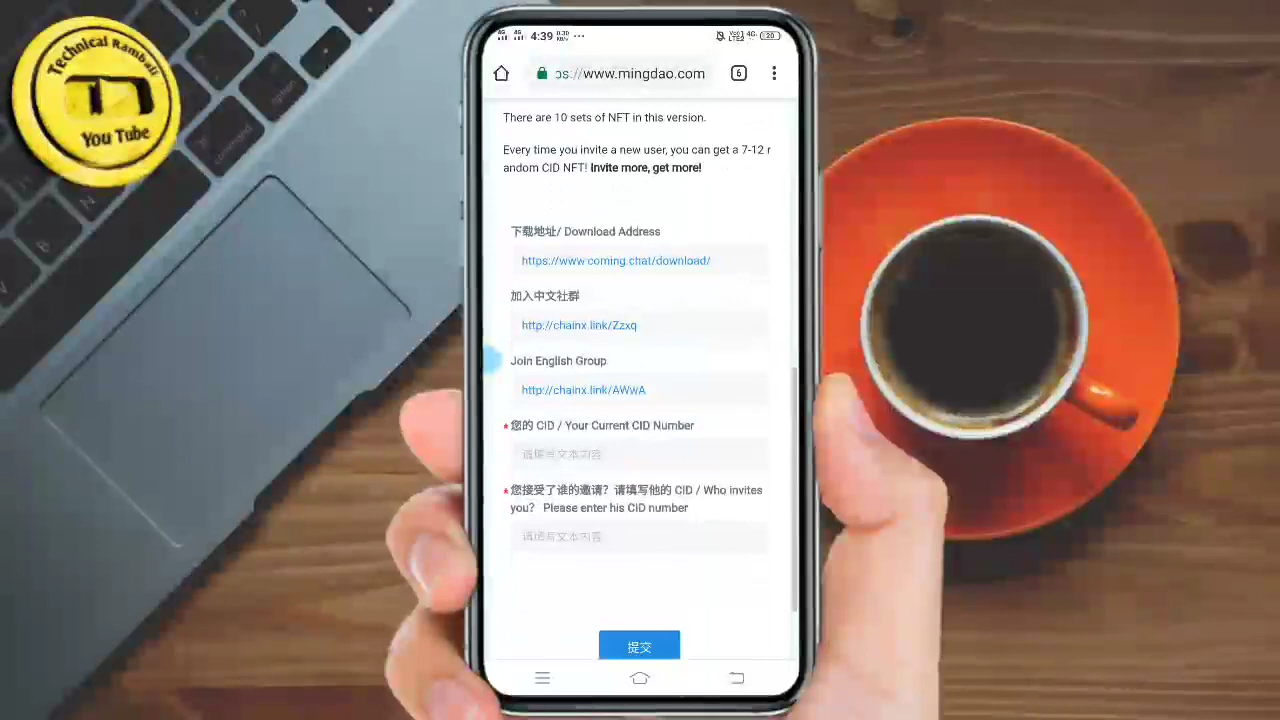 Technical Rambali
You Tube
4:39
ps://www.mingdao.com
6
There are 10 sets of NFT in this version.
Every time you invite a new user, you can get a 7-12 r
andom CID NFT! Invite more, get more!
下载地址/ Download Address
https://www.coming.chat/download/
加入中文社群
http://chainx.link/Zzxq
Join English Group
http://chainx.link/AWwA
* 您的 CID / Your Current CID Number
请填写文本内容
* 您接受了谁的邀请？请填写他的 CID / Who invites
you? Please enter his CID number
请填写文本内容
提交
command
option
N
B